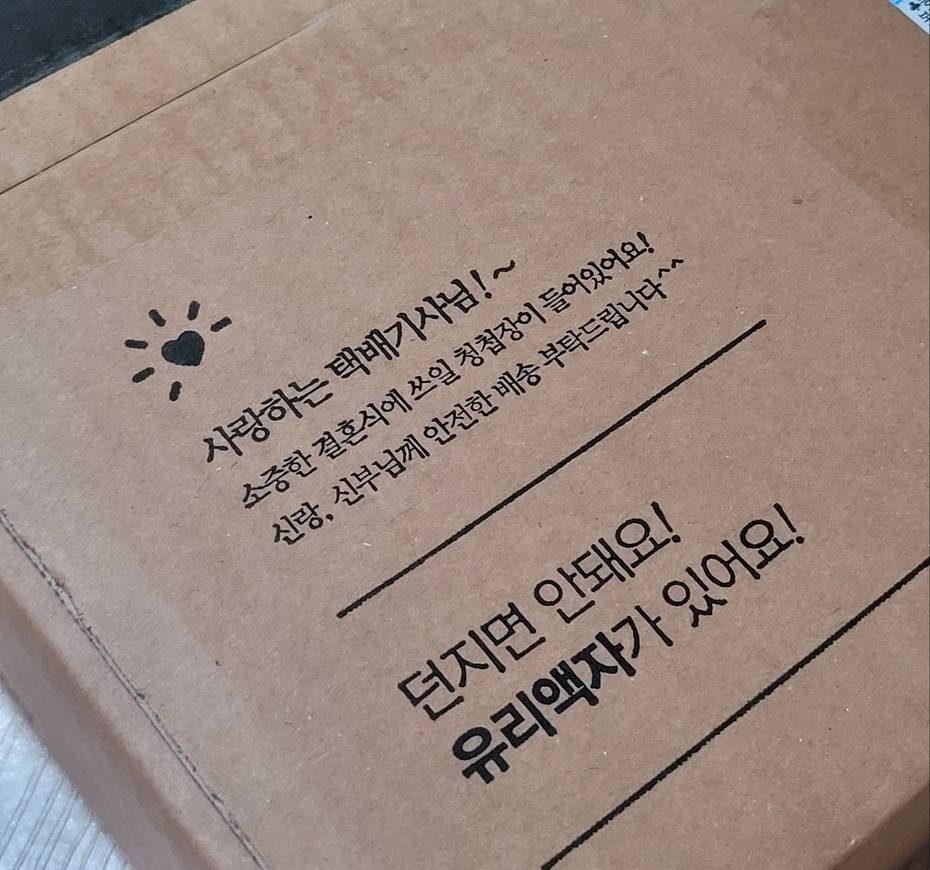 사랑하는 택배기사님!~
소중한 결혼식에 쓰일 청첩장이 들어있어요!
신랑, 신부님께 안전한 배송 부탁드립니다^^
던지면 안돼요!
유리액자가 있어요!